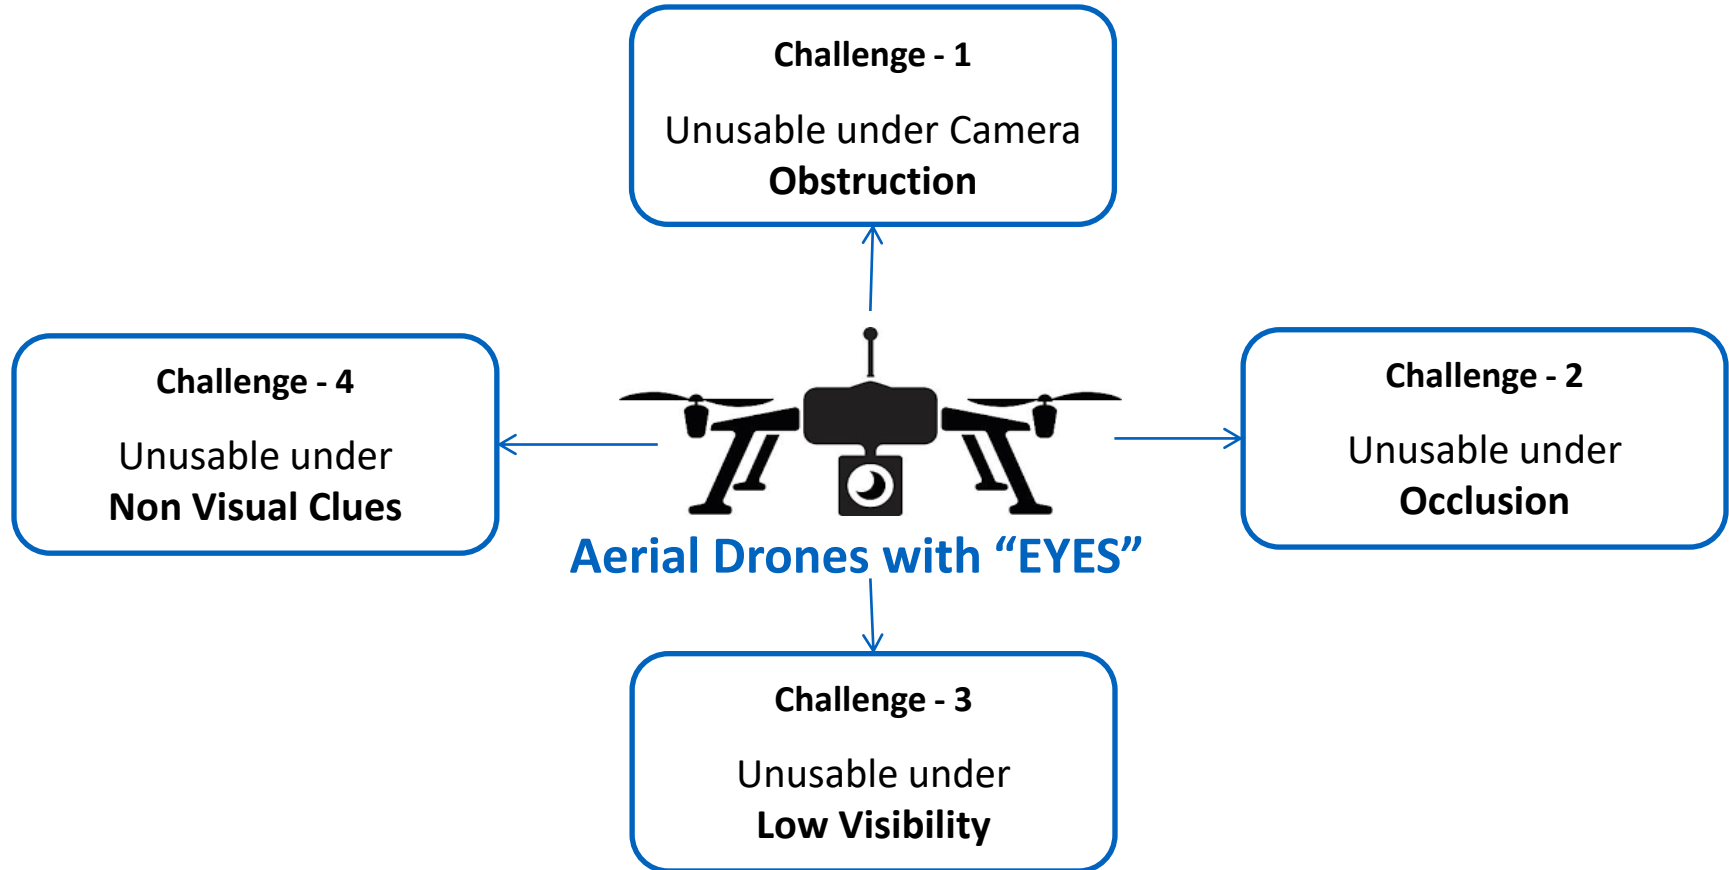 Challenge - 1
Unusable under Camera
Obstruction
Challenge - 4
Unusable under
Non Visual Clues
Challenge - 2
Unusable under
Occlusion
Aerial Drones with “EYES”
Challenge - 3
Unusable under
Low Visibility